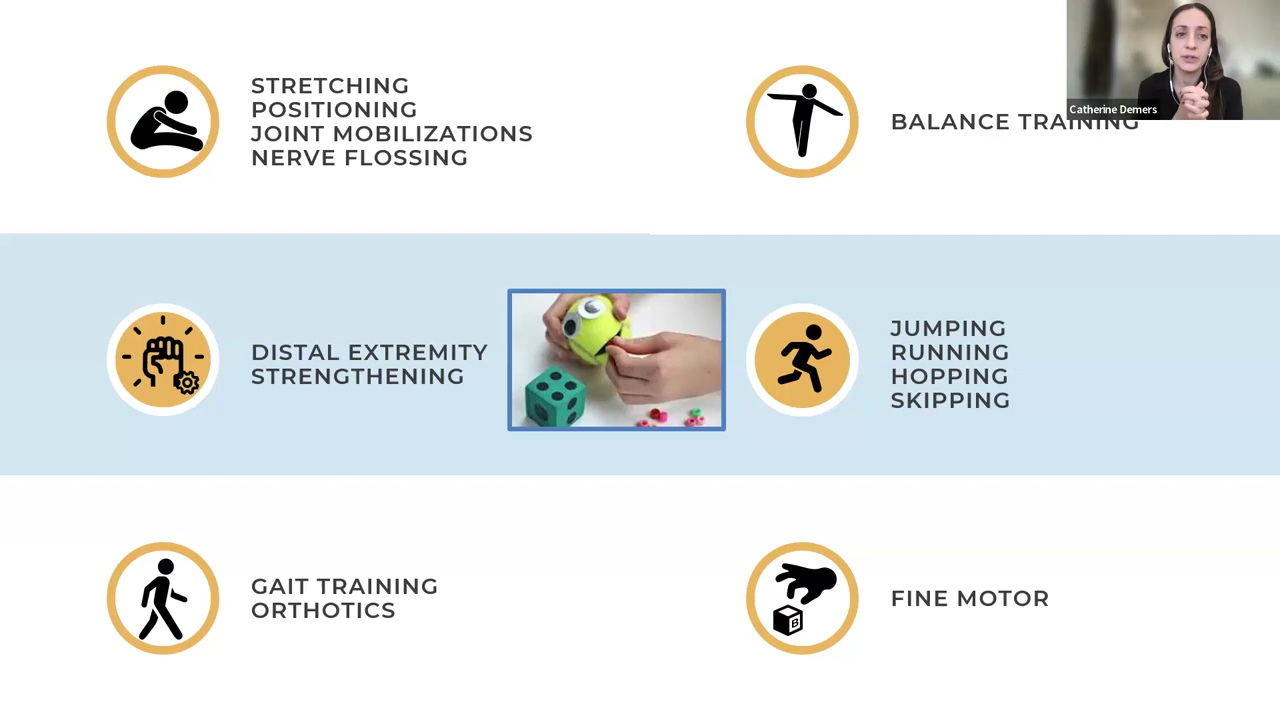 STRETCHING
POSITIONING
JOINT MOBILIZATIONS
NERVE FLOSSING
BALANCE TRAINING
Catherine Demers
DISTAL EXTREMITY
STRENGTHENING
JUMPING
RUNNING
HOPPING
SKIPPING
GAIT TRAINING
ORTHOTICS
B
FINE MOTOR